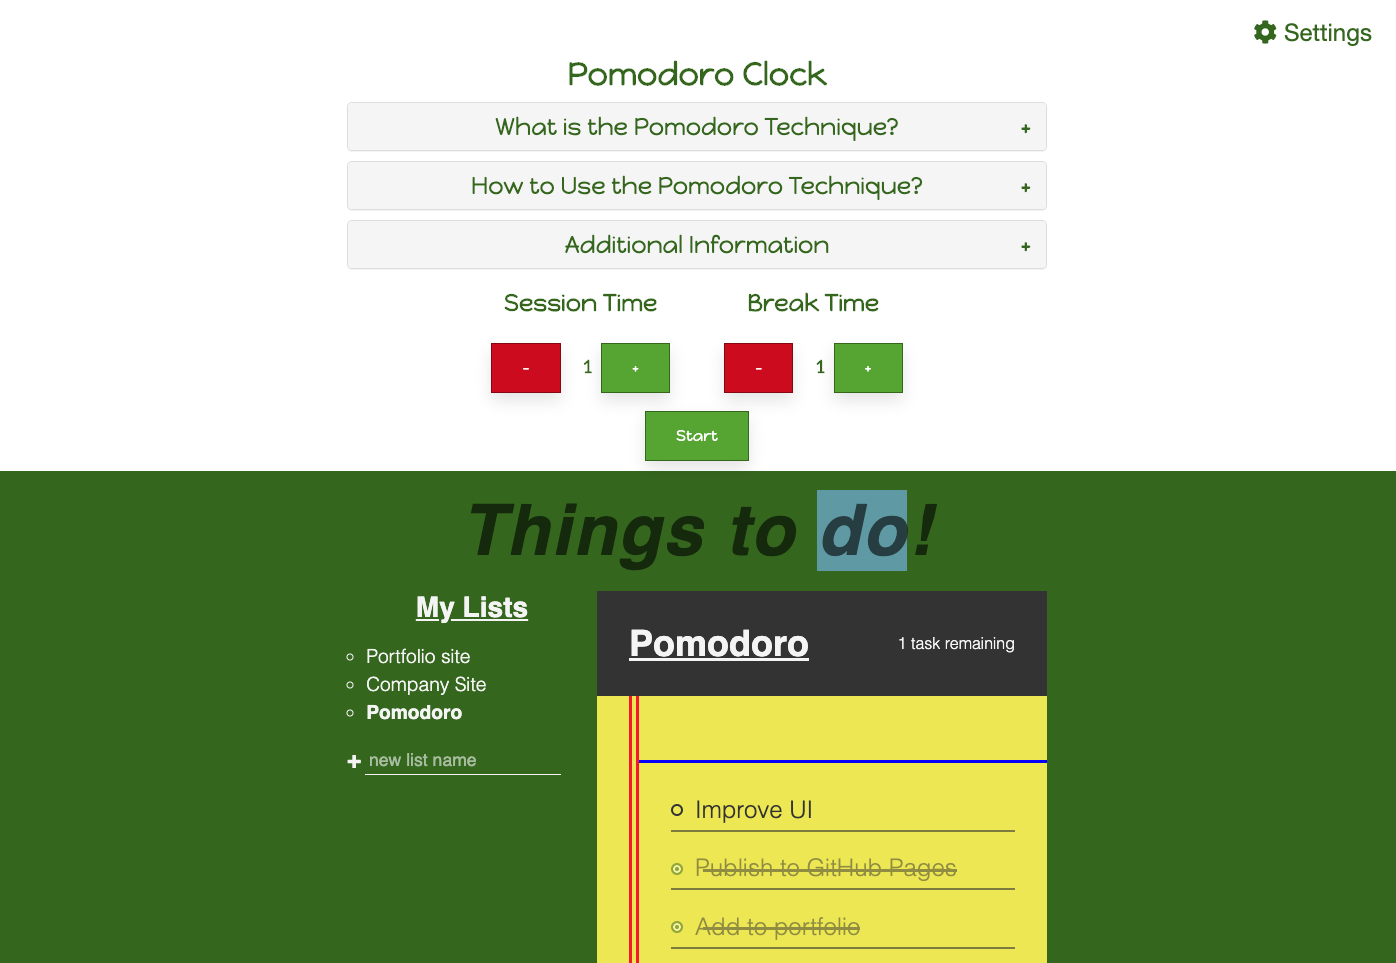 Settings
Pomodoro Clock
What is the Pomodoro Technique? +
How to Use the Pomodoro Technique? +
Additional Information +
Session Time Break Time
- 1 + - 1 +
Start
Things to do!
My Lists
Portfolio site
Company Site
Pomodoro
+ new list name
Pomodoro 1 task remaining
Improve UI
Publish to GitHub Pages
Add to portfolio